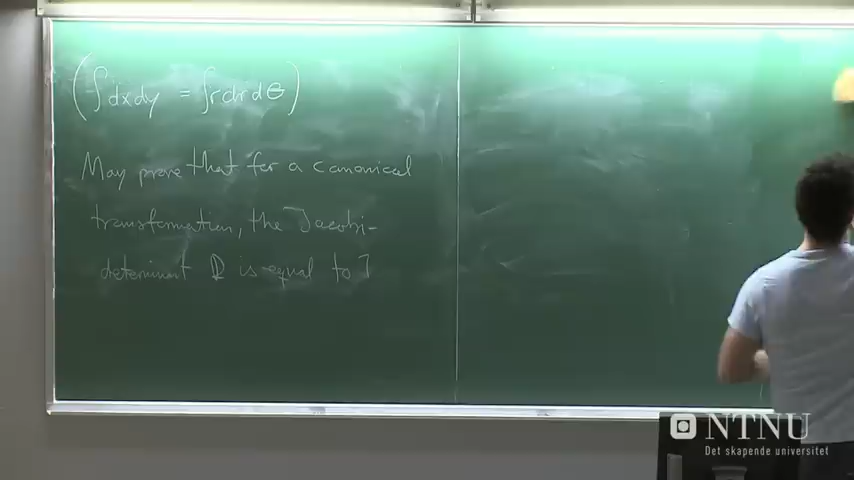 (∫dxdy = ∫rdrdθ)
May prove that for a canonical
transformation, the Jacobi-
determinant D is equal to 1
NTNU
Det skapende universitet